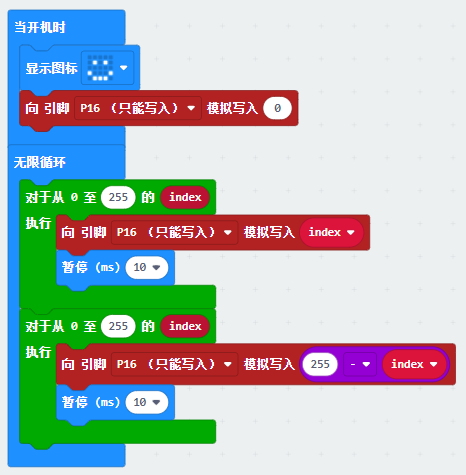 当开机时
显示图标
向 引脚 P16 (只能写入) 模拟写入 0
无限循环
对于从 0 至 255 的 index
执行
向 引脚 P16 (只能写入) 模拟写入 index
暂停 (ms) 10
对于从 0 至 255 的 index
执行
向 引脚 P16 (只能写入) 模拟写入 255 - index
暂停 (ms) 10